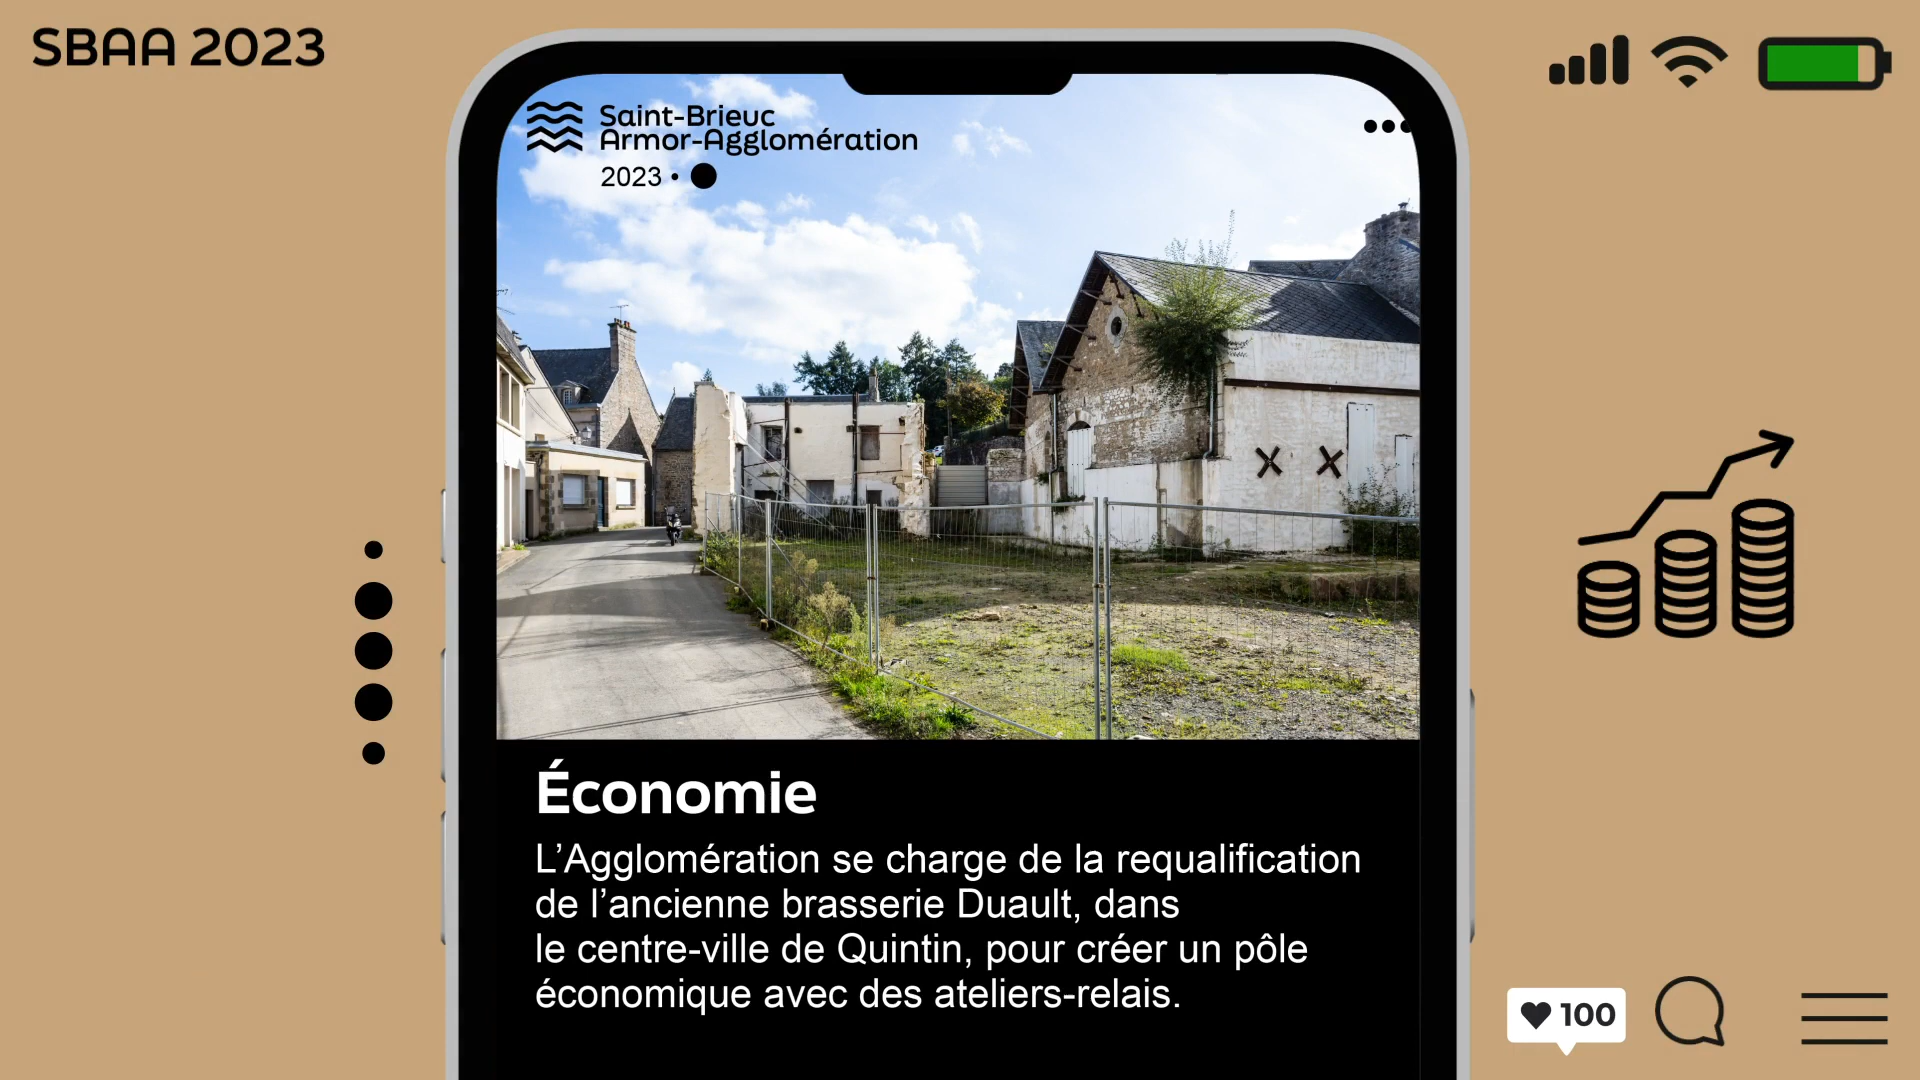 SBAA 2023
Saint-Brieuc
Armor-Agglomération
2023 •
Économie
L’Agglomération se charge de la requalification
de l’ancienne brasserie Duault, dans
le centre-ville de Quintin, pour créer un pôle
économique avec des ateliers-relais.
100